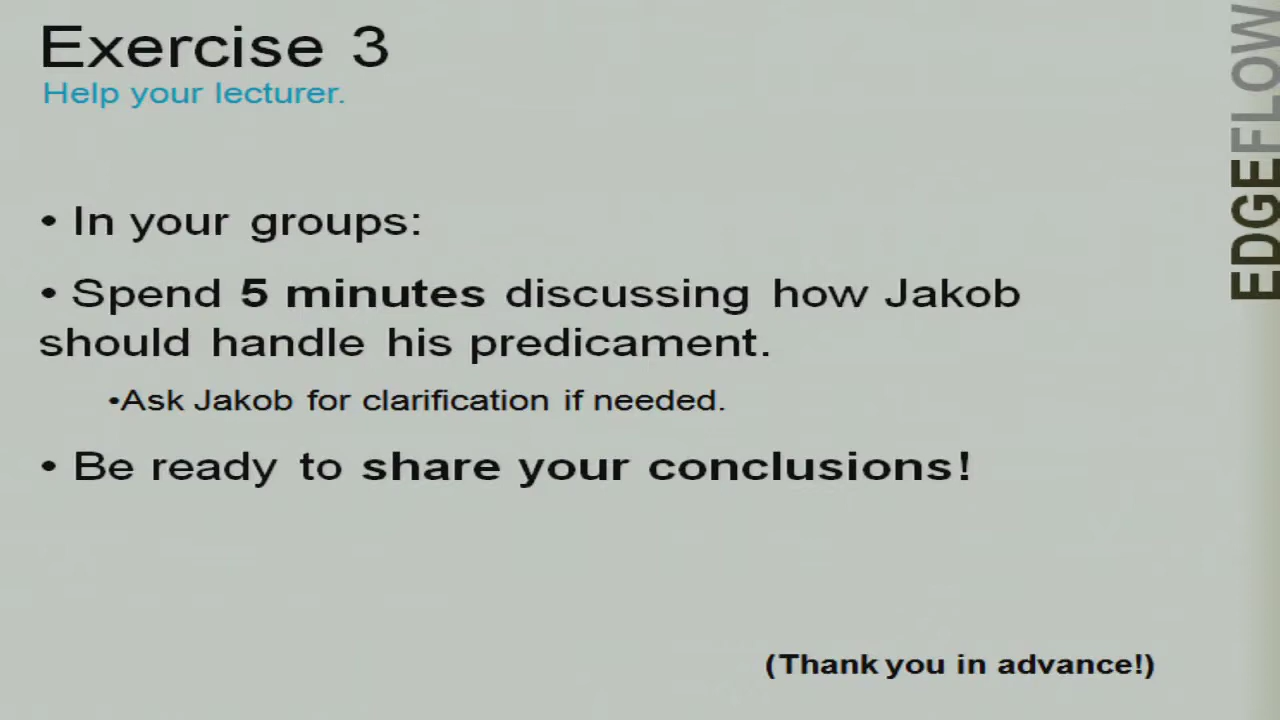 Exercise 3
Help your lecturer.
• In your groups:
• Spend 5 minutes discussing how Jakob
should handle his predicament.
•Ask Jakob for clarification if needed.
• Be ready to share your conclusions!
(Thank you in advance!)
EDGEFLOW